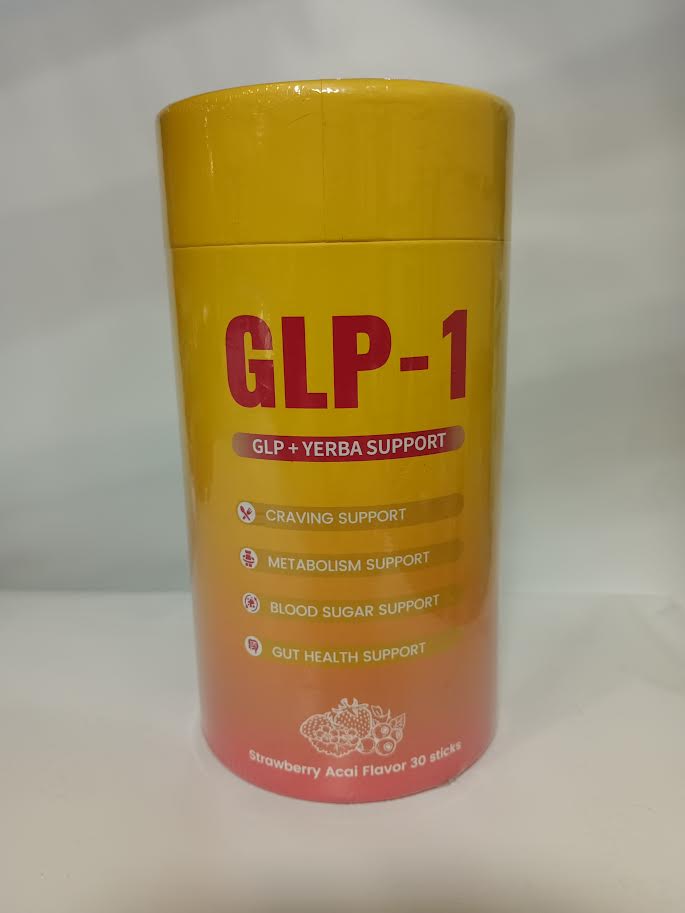 GLP-1
GLP + YERBA SUPPORT
CRAVING SUPPORT
METABOLISM SUPPORT
BLOOD SUGAR SUPPORT
GUT HEALTH SUPPORT
Strawberry Acai Flavor 30 sticks